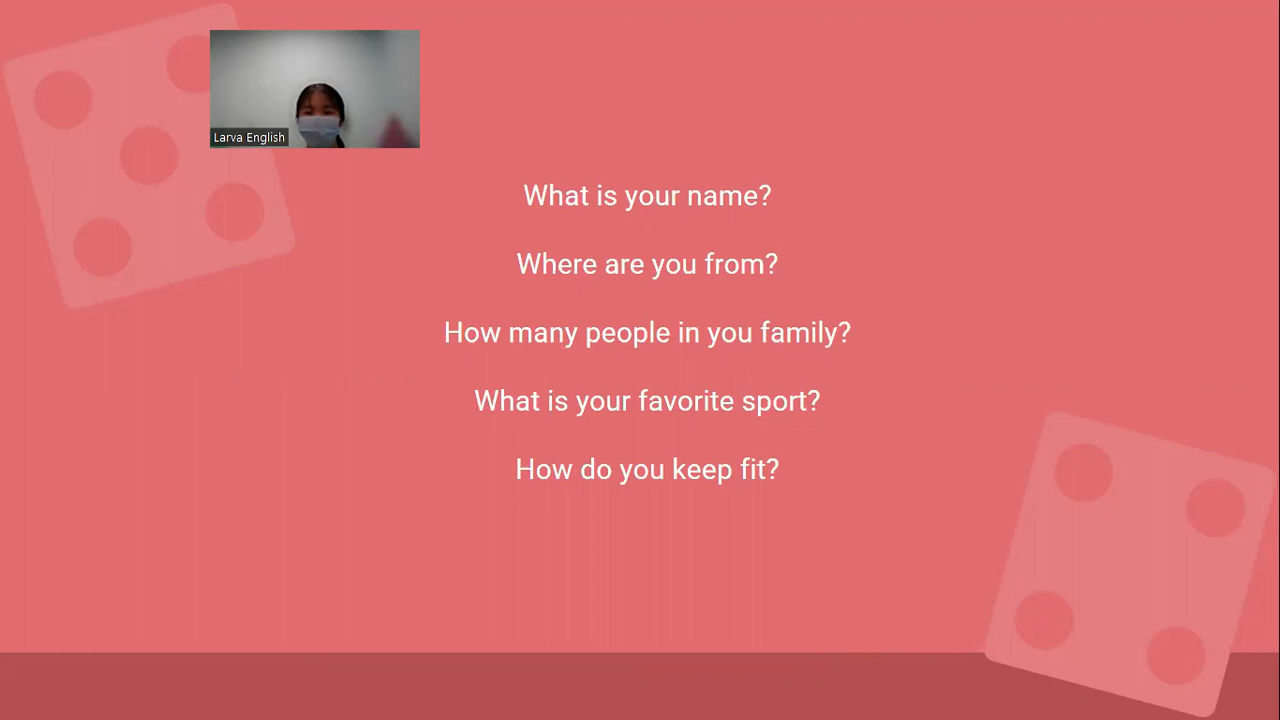 Larva English
What is your name?
Where are you from?
How many people in you family?
What is your favorite sport?
How do you keep fit?